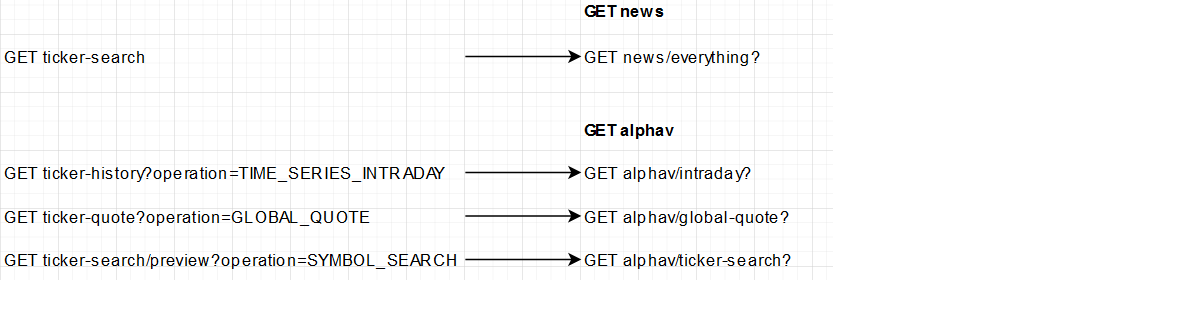 GET news
GET ticker-search GET news/everything?
GET alphav
GET ticker-history?operation=TIME_SERIES_INTRADAY GET alphav/intraday?
GET ticker-quote?operation=GLOBAL_QUOTE GET alphav/global-quote?
GET ticker-search/preview?operation=SYMBOL_SEARCH GET alphav/ticker-search?